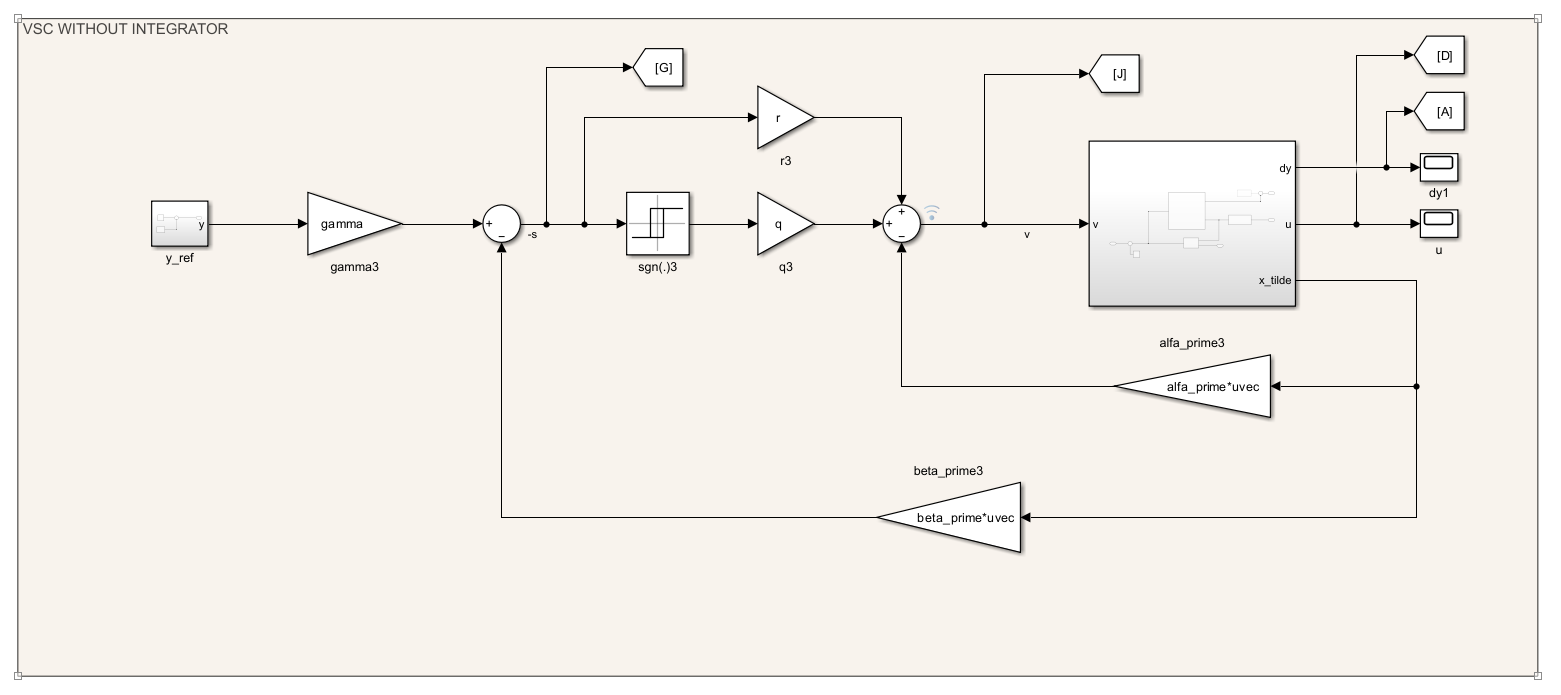 VSC WITHOUT INTEGRATOR
[G]
[J]
[D]
[A]
r
r3
dy
dy1
y
y_ref
gamma
gamma3
+
−
-s
sgn(.)3
q
q3
+
+
−
v
v
u
u
x_tilde
alfa_prime3
alfa_prime*uvec
beta_prime3
beta_prime*uvec